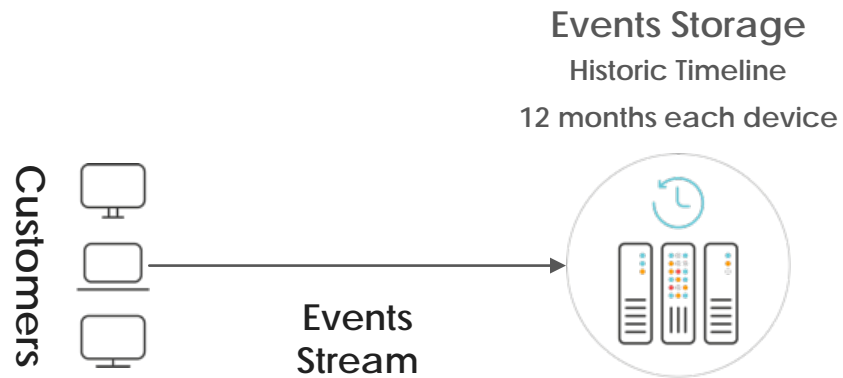 Events Storage
Historic Timeline
12 months each device
Customers
Events
Stream